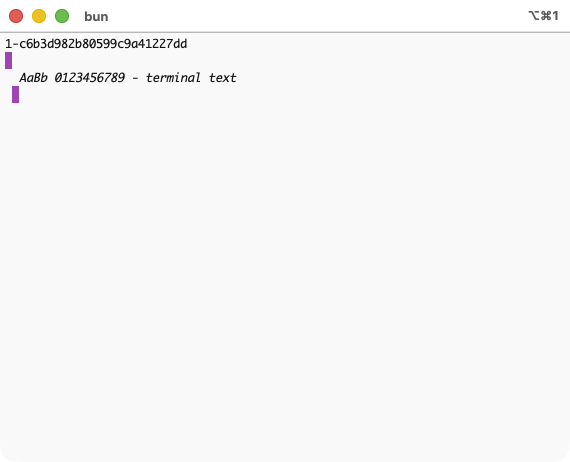 bun
⌥⌘1
1-c6b3d982b80599c9a41227dd
AaBb 0123456789 - terminal text